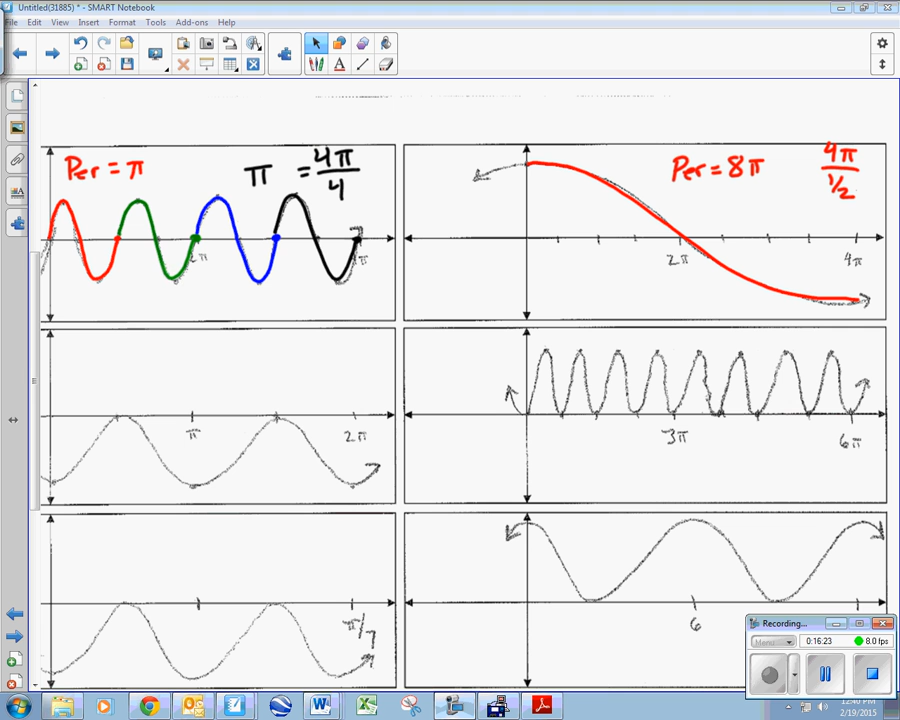 Untitled(31885) * - SMART Notebook
File Edit View Insert Format Tools Add-ons Help
Per = π
π = 4π/4
2π
4π
Per = 8π
4π
½
2π
4π
π
2π
3π
6π
π/7
6
Recording...
Menu
0:16:23
8.0 fps
12:40 PM
2/19/2015